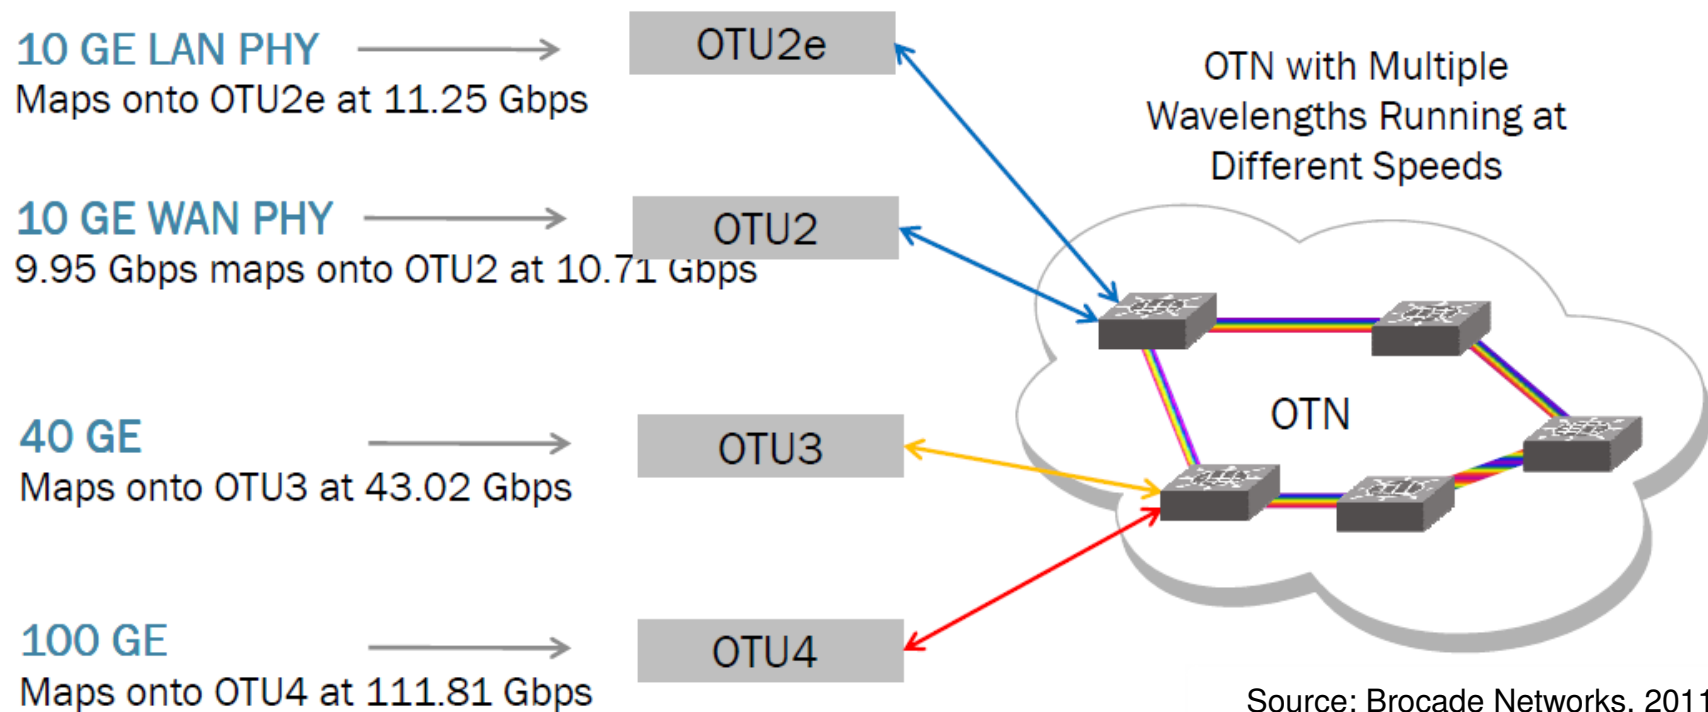 10 GE LAN PHY
Maps onto OTU2e at 11.25 Gbps
OTU2e
10 GE WAN PHY
9.95 Gbps maps onto OTU2 at 10.71 Gbps
OTU2
40 GE
Maps onto OTU3 at 43.02 Gbps
OTU3
100 GE
Maps onto OTU4 at 111.81 Gbps
OTU4
OTN with Multiple
Wavelengths Running at
Different Speeds
OTN
Source: Brocade Networks, 2011